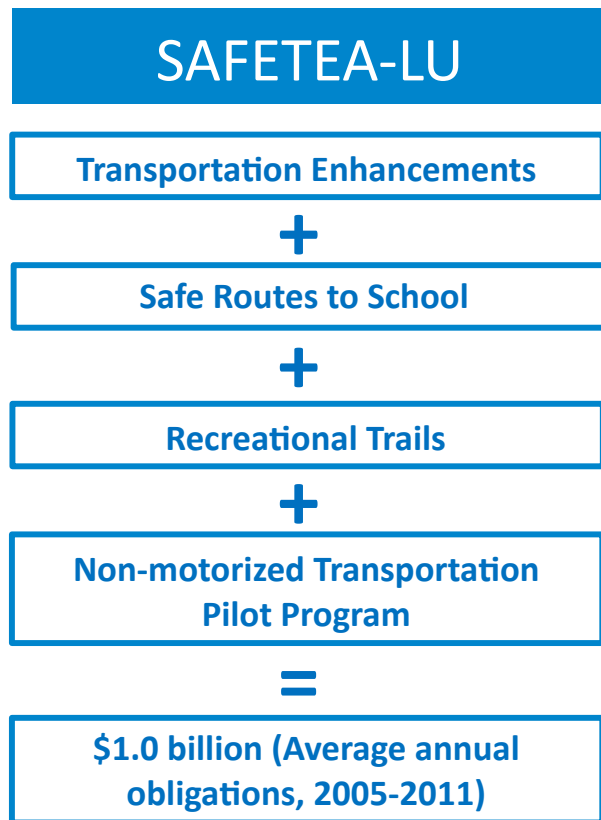 SAFETEA-LU
Transportation Enhancements
+
Safe Routes to School
+
Recreational Trails
+
Non-motorized Transportation
Pilot Program
=
$1.0 billion (Average annual
obligations, 2005-2011)